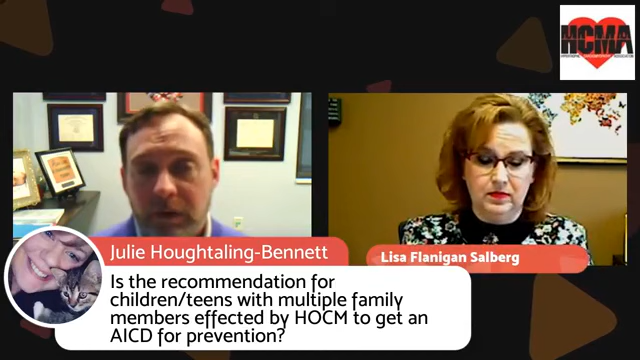 HCMA
Julie Houghtaling-Bennett
Lisa Flanigan Salberg
Is the recommendation for
children/teens with multiple family
members effected by HOCM to get an
AICD for prevention?